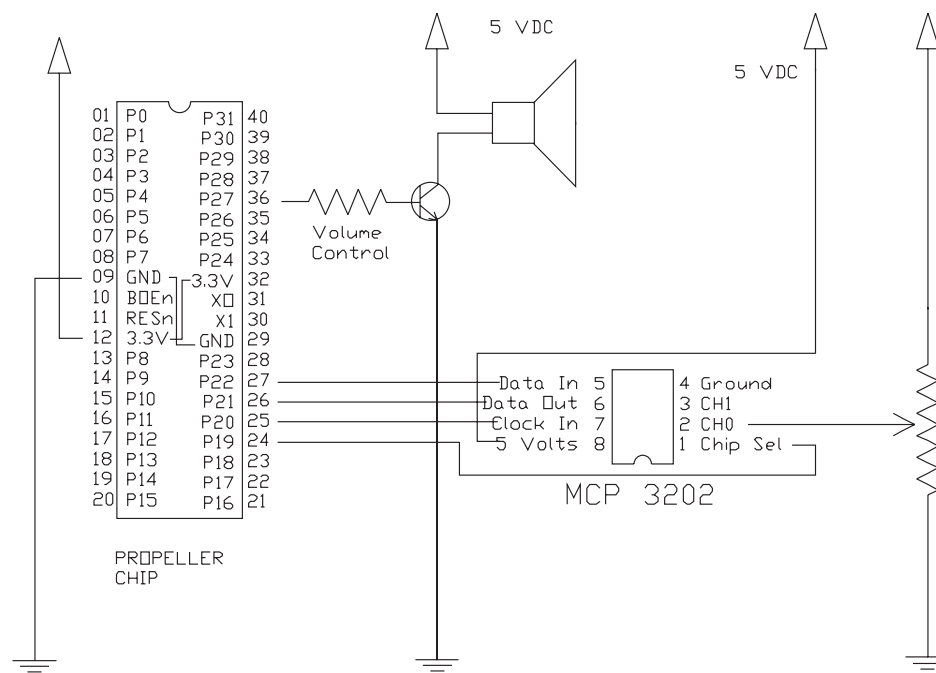 5 VDC
5 VDC
01 P0 P31 40
02 P1 P30 39
03 P2 P29 38
04 P3 P28 37
05 P4 P27 36
06 P5 P26 35
07 P6 P25 34
08 P7 P24 33
09 GND 3.3V 32
10 BOEn XO 31
11 RESn X1 30
12 3.3V GND 29
13 P8 P23 28
14 P9 P22 27
15 P10 P21 26
16 P11 P20 25
17 P12 P19 24
18 P13 P18 23
19 P14 P17 22
20 P15 P16 21
Volume
Control
Data In 5 4 Ground
Data Out 6 3 CH1
Clock In 7 2 CH0
5 Volts 8 1 Chip Sel
MCP 3202
PROPELLER
CHIP